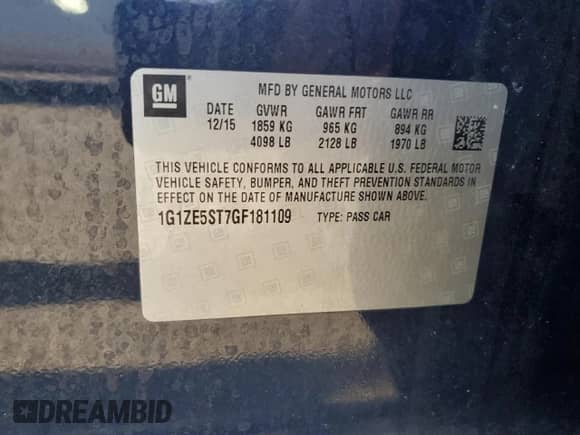 GM
MFD BY GENERAL MOTORS LLC
DATE GVWR GAWR FRT GAWR RR
12/15 1859 KG 965 KG 894 KG
4098 LB 2128 LB 1970 LB
THIS VEHICLE CONFORMS TO ALL APPLICABLE U.S. FEDERAL MOTOR
VEHICLE SAFETY, BUMPER, AND THEFT PREVENTION STANDARDS IN
EFFECT ON THE DATE OF MANUFACTURE SHOWN ABOVE.
1G1ZE5ST7GF181109 TYPE: PASS CAR
DREAMBID